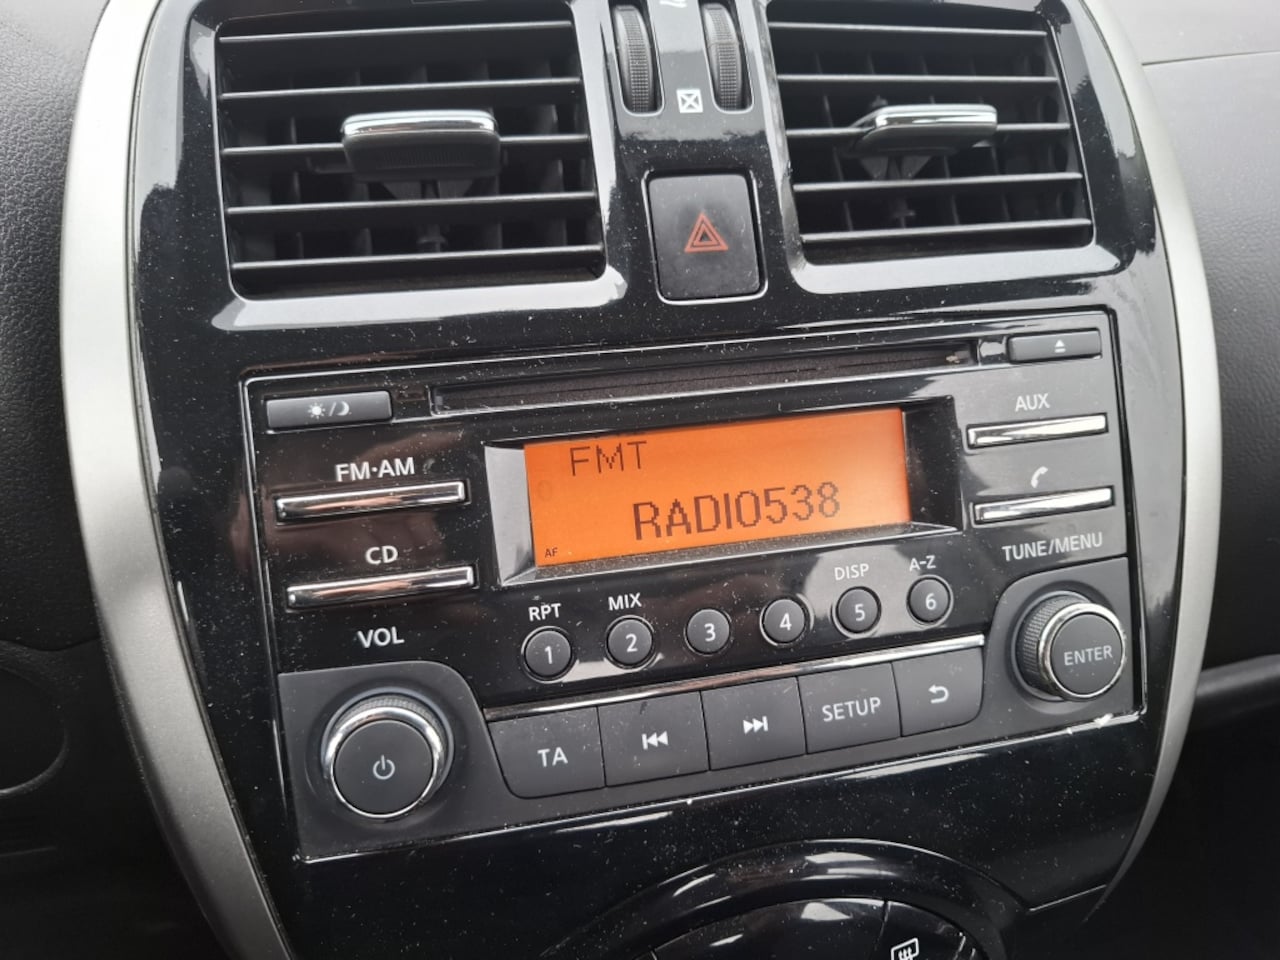 FM·AM
CD
VOL
FMT
RADIO538
AF
AUX
TUNE/MENU
ENTER
RPT
MIX
DISP
A-Z
1
2
3
4
5
6
TA
SETUP